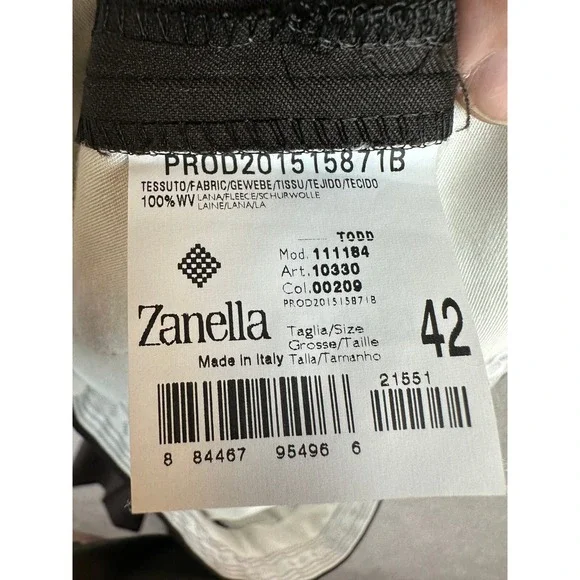 PROD201515871B
TESSUTO/FABRIC/GEWEBE/TISSU/TEJIDO/TECIDO
100% WV LANA/FLEECE/SCHURWOLLE
LAINE/LANA/LA
TODD
Mod. 111184
Art. 10330
Col. 00209
PROD201515871B
Zanella
Made in Italy
Taglia/Size
Grosse/Taille
Talla/Tamanho
42
21551
8 84467 95496 6